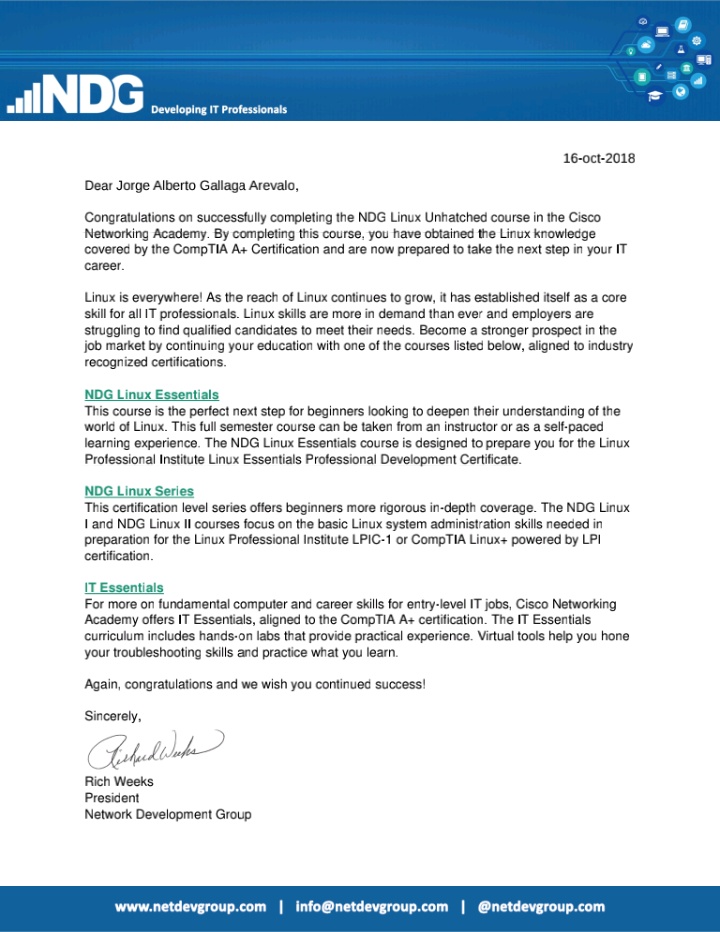 NDG
Developing IT Professionals
16-oct-2018
Dear Jorge Alberto Gallaga Arevalo,
Congratulations on successfully completing the NDG Linux Unhatched course in the Cisco
Networking Academy. By completing this course, you have obtained the Linux knowledge
covered by the CompTIA A+ Certification and are now prepared to take the next step in your IT
career.
Linux is everywhere! As the reach of Linux continues to grow, it has established itself as a core
skill for all IT professionals. Linux skills are more in demand than ever and employers are
struggling to find qualified candidates to meet their needs. Become a stronger prospect in the
job market by continuing your education with one of the courses listed below, aligned to industry
recognized certifications.
NDG Linux Essentials
This course is the perfect next step for beginners looking to deepen their understanding of the
world of Linux. This full semester course can be taken from an instructor or as a self-paced
learning experience. The NDG Linux Essentials course is designed to prepare you for the Linux
Professional Institute Linux Essentials Professional Development Certificate.
NDG Linux Series
This certification level series offers beginners more rigorous in-depth coverage. The NDG Linux
I and NDG Linux II courses focus on the basic Linux system administration skills needed in
preparation for the Linux Professional Institute LPIC-1 or CompTIA Linux+ powered by LPI
certification.
IT Essentials
For more on fundamental computer and career skills for entry-level IT jobs, Cisco Networking
Academy offers IT Essentials, aligned to the CompTIA A+ certification. The IT Essentials
curriculum includes hands-on labs that provide practical experience. Virtual tools help you hone
your troubleshooting skills and practice what you learn.
Again, congratulations and we wish you continued success!
Sincerely,
Richard Weeks
Rich Weeks
President
Network Development Group
www.netdevgroup.com | info@netdevgroup.com | @netdevgroup.com